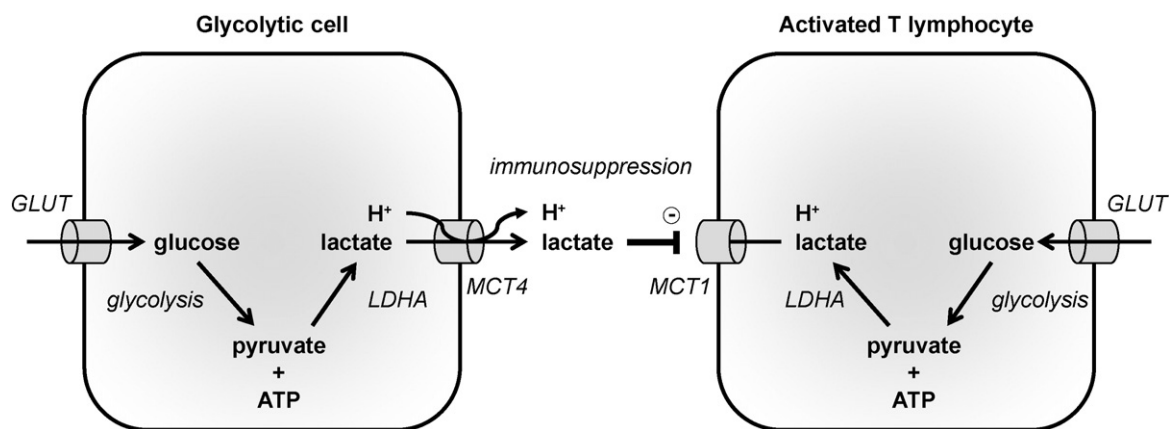 Glycolytic cell
Activated T lymphocyte
immunosuppression
GLUT
H⁺
H⁺
⊖
H⁺
GLUT
glucose
lactate
lactate
lactate
glucose
glycolysis
LDHA
MCT4
MCT1
LDHA
glycolysis
pyruvate
+
ATP
pyruvate
+
ATP